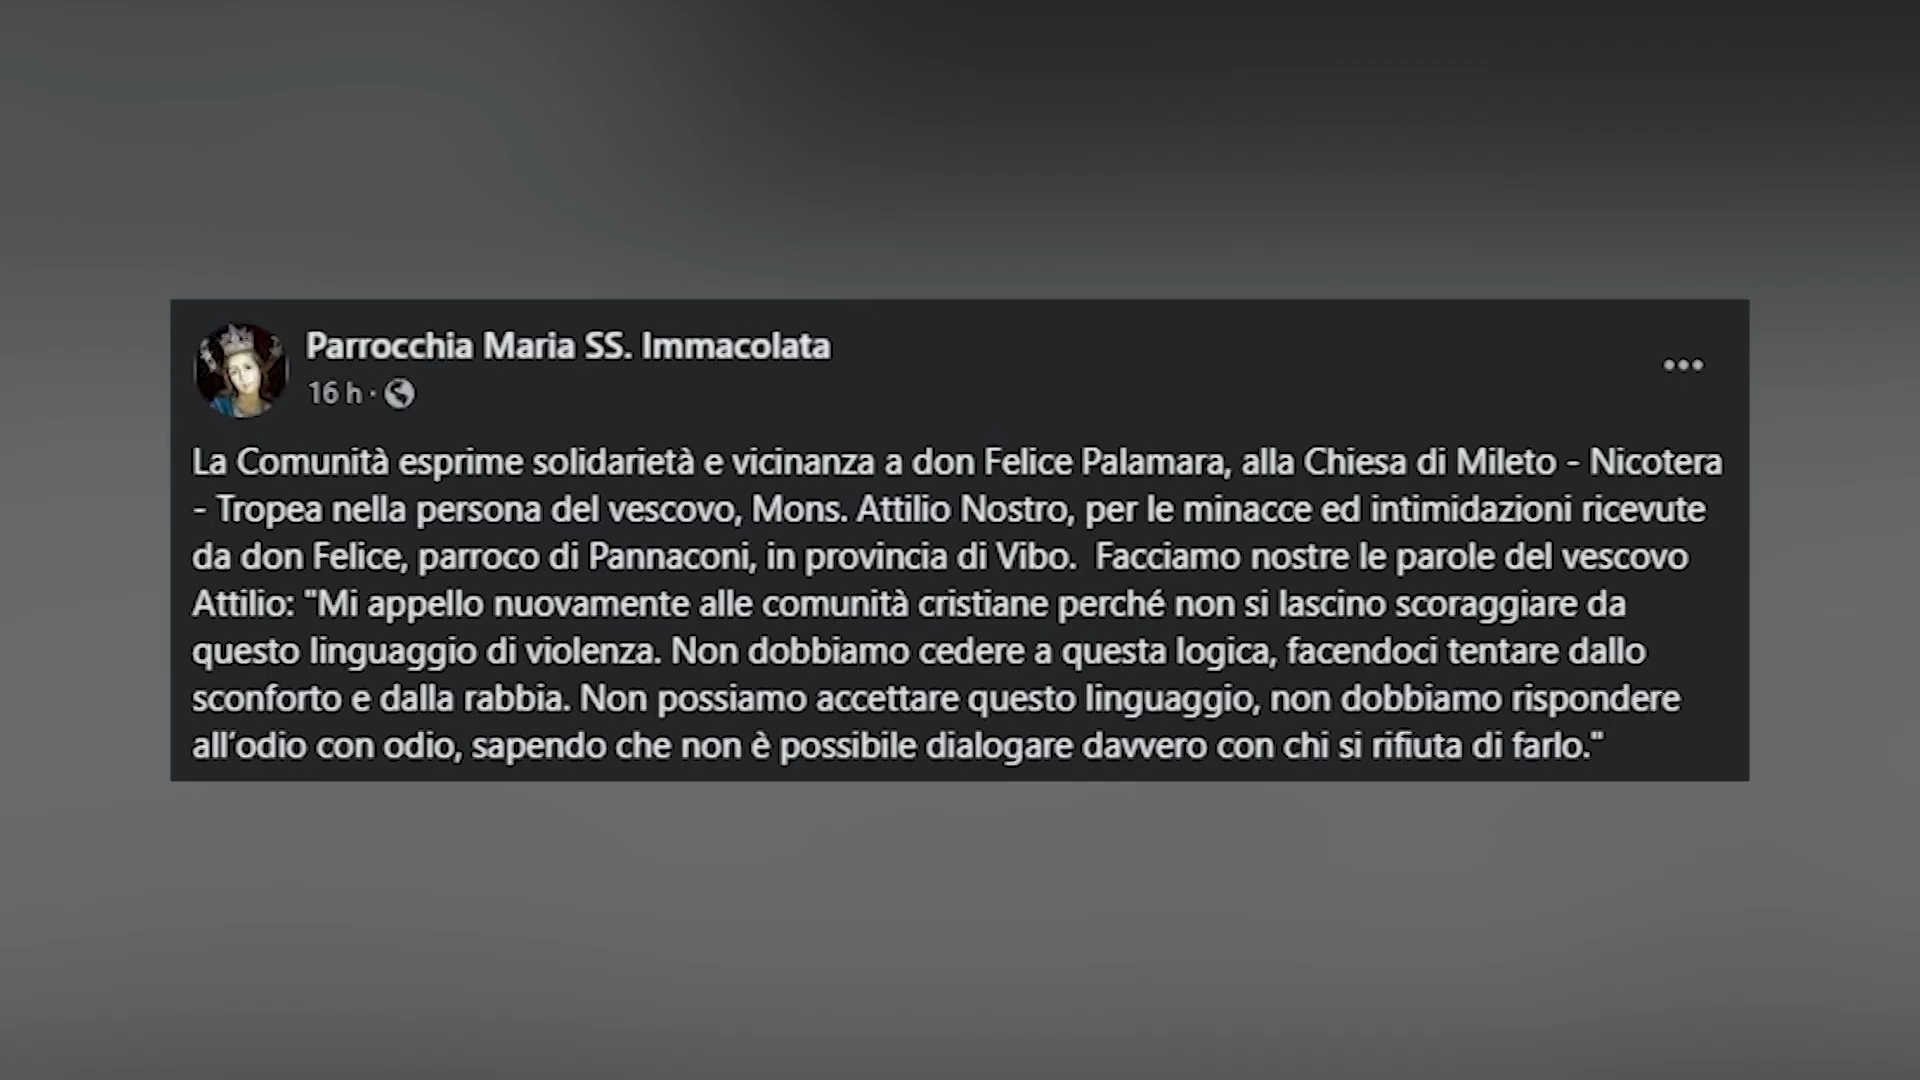 Parrocchia Maria SS. Immacolata
16 h ·
La Comunità esprime solidarietà e vicinanza a don Felice Palamara, alla Chiesa di Mileto - Nicotera
- Tropea nella persona del vescovo, Mons. Attilio Nostro, per le minacce ed intimidazioni ricevute
da don Felice, parroco di Pannaconi, in provincia di Vibo.  Facciamo nostre le parole del vescovo
Attilio: "Mi appello nuovamente alle comunità cristiane perché non si lascino scoraggiare da
questo linguaggio di violenza. Non dobbiamo cedere a questa logica, facendoci tentare dallo
sconforto e dalla rabbia. Non possiamo accettare questo linguaggio, non dobbiamo rispondere
all'odio con odio, sapendo che non è possibile dialogare davvero con chi si rifiuta di farlo."